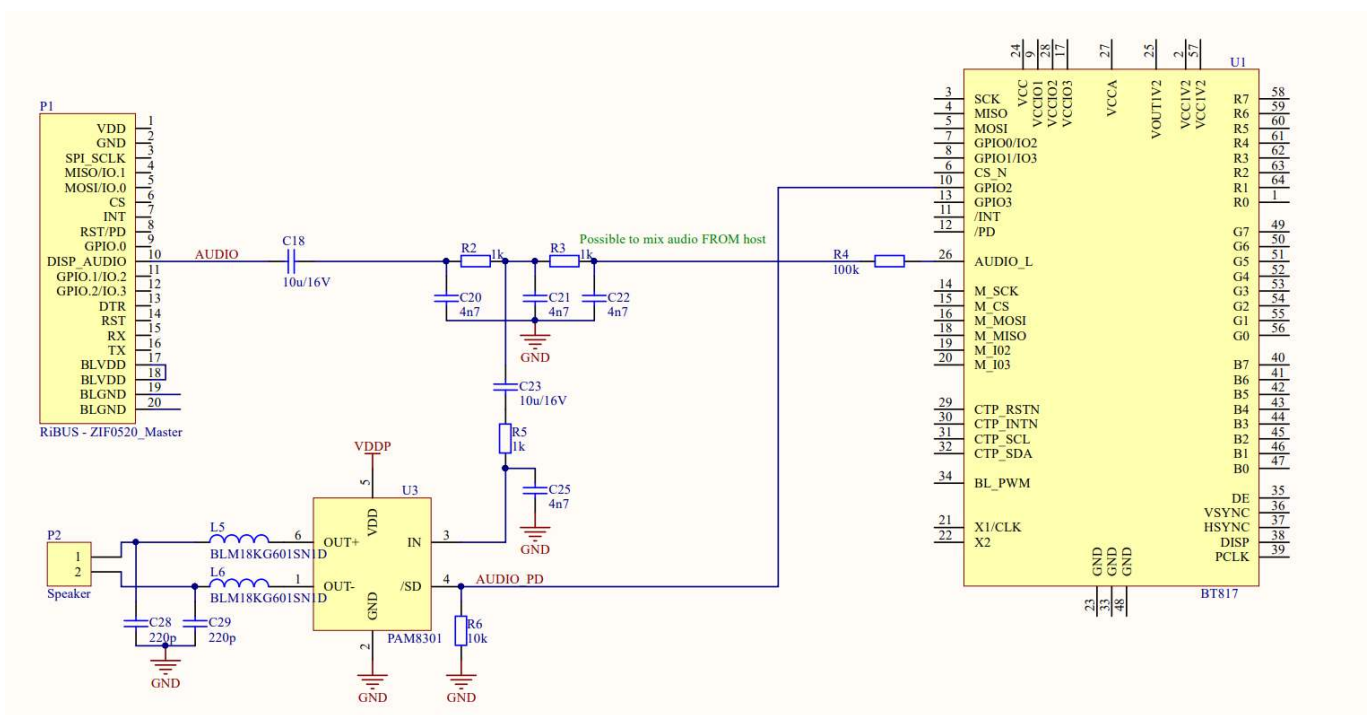 P1
VDD 1
GND 2
SPI_SCLK 3
MISO/IO.1 4
MOSI/IO.0 5
CS 6
INT 7
RST/PD 8
GPIO.0 9
DISP_AUDIO 10
GPIO.1/IO.2 11
GPIO.2/IO.3 12
DTR 13
RST 14
RX 15
TX 16
BLVDD 17
BLVDD 18
BLGND 19
BLGND 20
RiBUS - ZIF0520_Master
AUDIO
C18
10u/16V
R2
1k
R3
1k
Possible to mix audio FROM host
R4
100k
C20
4n7
C21
4n7
C22
4n7
GND
C23
10u/16V
R5
1k
C25
4n7
GND
VDDP
5
U3
VDD
OUT+ 6
IN 3
OUT- 1
/SD 4
GND
2
PAM8301
GND
AUDIO_PD
R6
10k
GND
P2
1
2
Speaker
L5
BLM18KG601SN1D
L6
BLM18KG601SN1D
C28
220p
C29
220p
GND
U1
24 9 28 17 27 25 2 57
VCC VCCIO1 VCCIO2 VCCIO3 VCCA VOUT1V2 VCC1V2 VCC1V2
3 SCK
4 MISO
5 MOSI
7 GPIO0/IO2
8 GPIO1/IO3
6 CS_N
10 GPIO2
13 GPIO3
11 /INT
12 /PD
26 AUDIO_L
14 M_SCK
15 M_CS
16 M_MOSI
18 M_MISO
19 M_I02
20 M_I03
29 CTP_RSTN
30 CTP_INTN
31 CTP_SCL
32 CTP_SDA
34 BL_PWM
21 X1/CLK
22 X2
R7 58
R6 59
R5 60
R4 61
R3 62
R2 63
R1 64
R0 1
G7 49
G6 50
G5 51
G4 52
G3 53
G2 54
G1 55
G0 56
B7 40
B6 41
B5 42
B4 43
B3 44
B2 45
B1 46
B0 47
DE 35
VSYNC 36
HSYNC 37
DISP 38
PCLK 39
GND GND GND
23 33 48
BT817